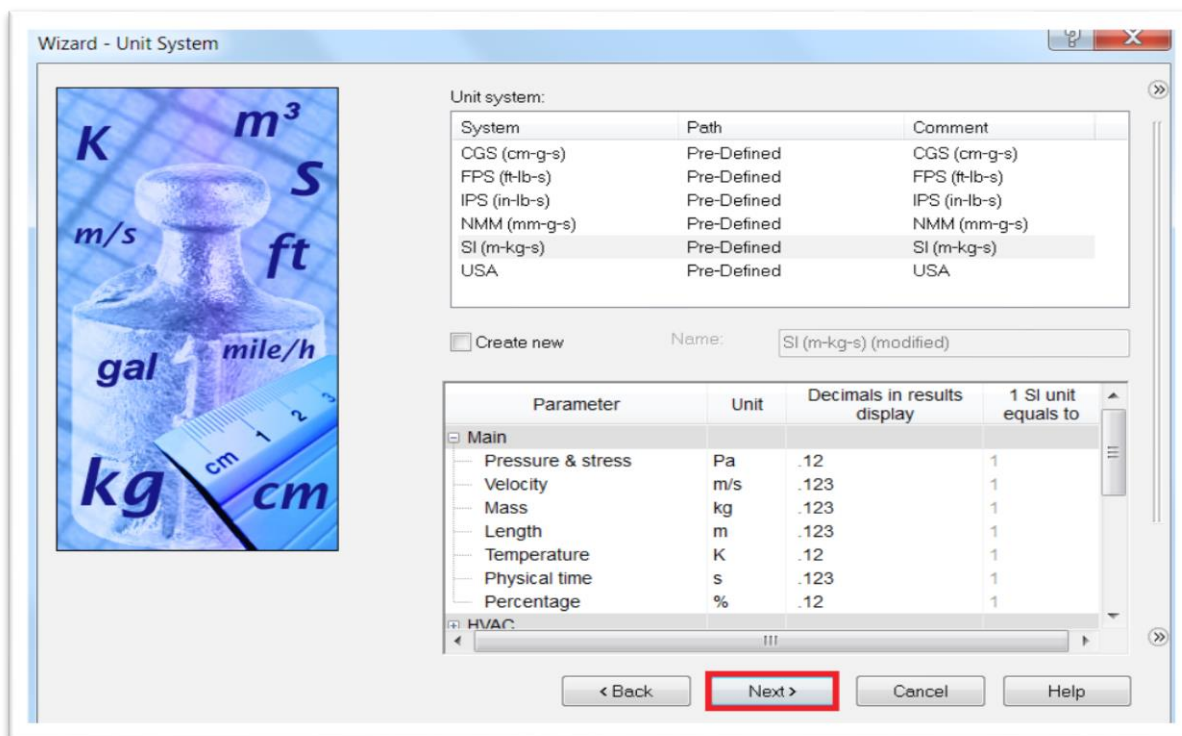 Wizard - Unit System
K
m³
S
m/s
ft
gal
mile/h
cm 1 2 3
kg
cm
Unit system:
System Path Comment
CGS (cm-g-s) Pre-Defined CGS (cm-g-s)
FPS (ft-lb-s) Pre-Defined FPS (ft-lb-s)
IPS (in-lb-s) Pre-Defined IPS (in-lb-s)
NMM (mm-g-s) Pre-Defined NMM (mm-g-s)
SI (m-kg-s) Pre-Defined SI (m-kg-s)
USA Pre-Defined USA
Create new Name: SI (m-kg-s) (modified)
Parameter Unit Decimals in results display 1 SI unit equals to
Main
Pressure & stress Pa .12 1
Velocity m/s .123 1
Mass kg .123 1
Length m .123 1
Temperature K .12 1
Physical time s .123 1
Percentage % .12 1
HVAC
< Back Next > Cancel Help